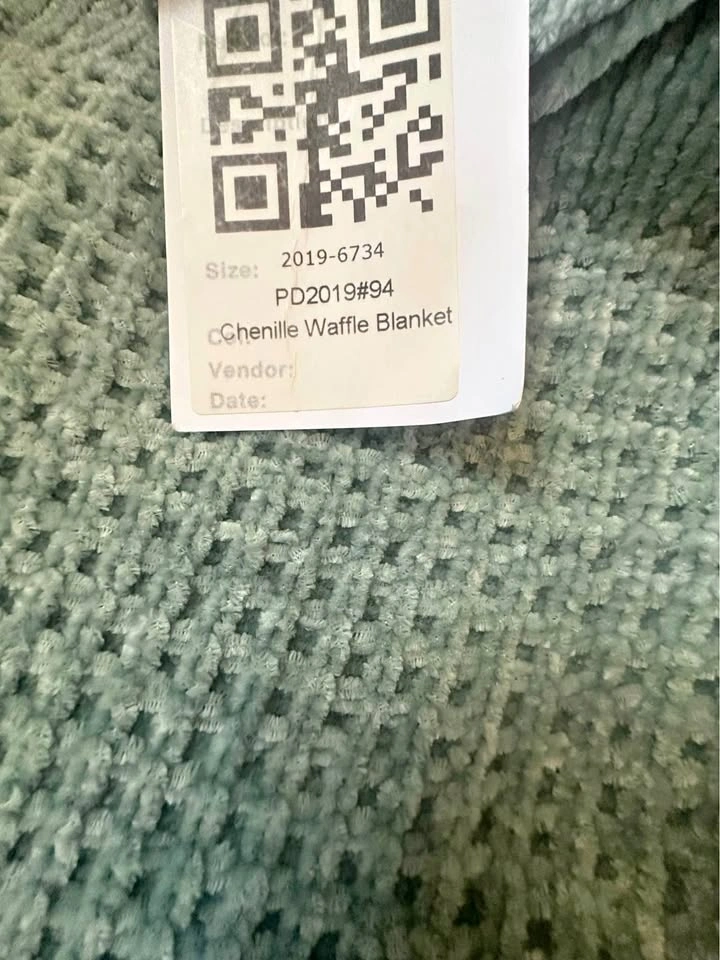 Size: 2019-6734
PD2019#94
Chenille Waffle Blanket
Vendor:
Date: